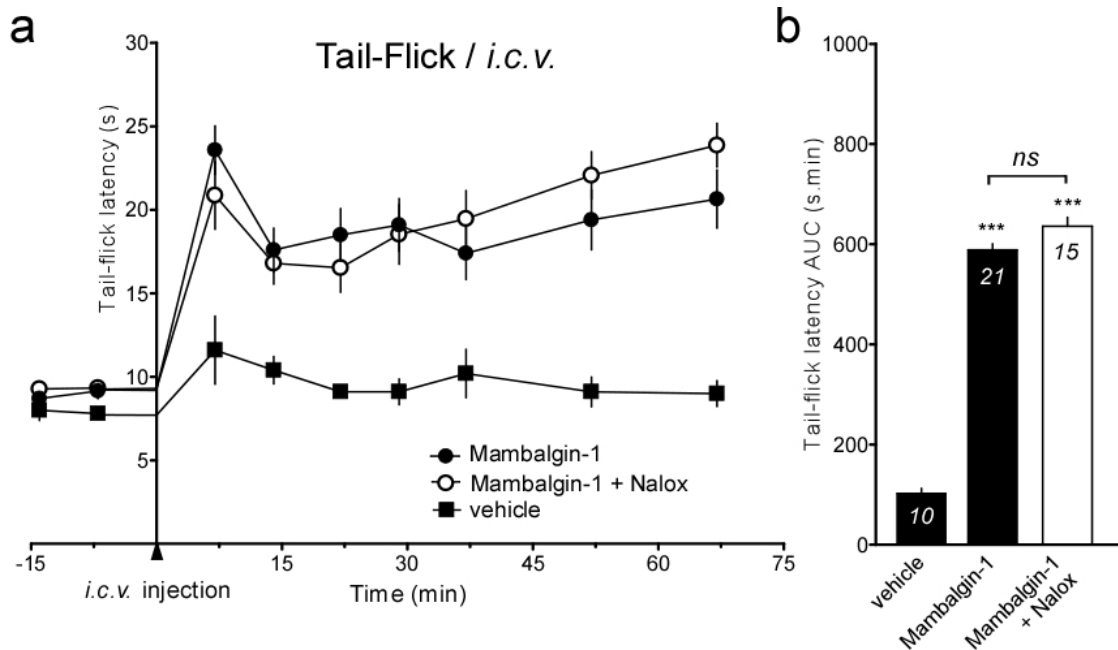 a
Tail-Flick / i.c.v.
Tail-flick latency (s)
30
25
20
15
10
5
Mambalgin-1
Mambalgin-1 + Nalox
vehicle
-15
0
15
30
45
60
75
i.c.v. injection
Time (min)
b
Tail-flick latency AUC (s.min)
1000
800
600
400
200
0
ns
***
***
10
21
15
vehicle
Mambalgin-1
Mambalgin-1
+ Nalox